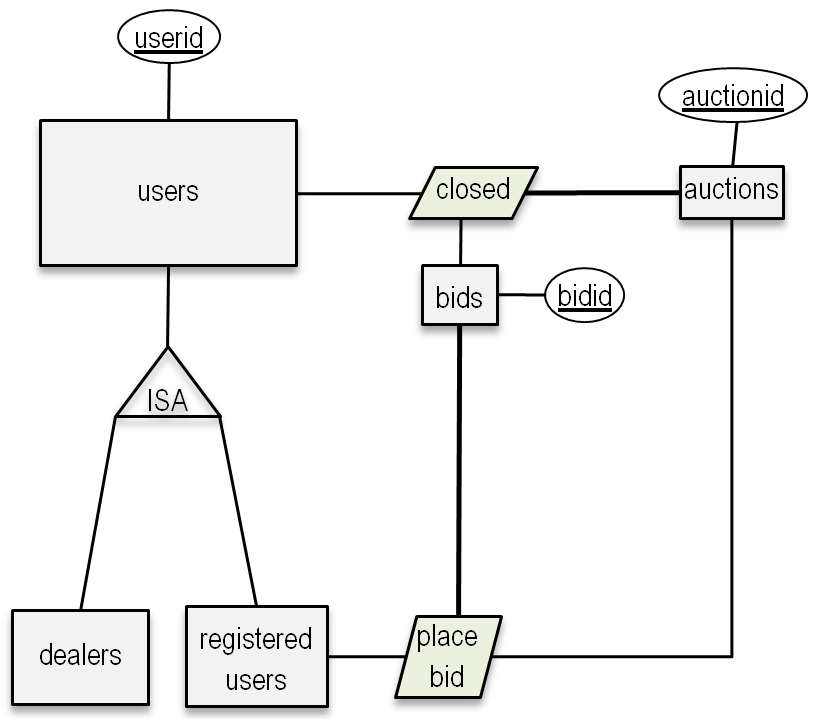 userid
auctionid
users
closed
auctions
bids
bidid
ISA
dealers
registered
users
place
bid